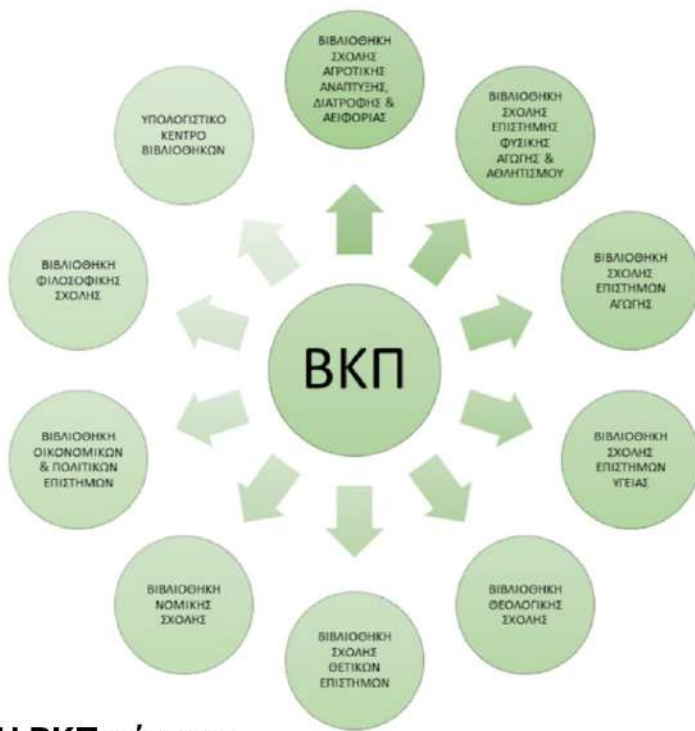 ΒΙΒΛΙΟΘΗΚΗ
ΣΧΟΛΗΣ
ΑΓΡΟΤΙΚΗΣ
ΑΝΑΠΤΥΞΗΣ,
ΔΙΑΤΡΟΦΗΣ &
ΑΕΙΦΟΡΙΑΣ
ΒΙΒΛΙΟΘΗΚΗ
ΣΧΟΛΗΣ
ΕΠΙΣΤΗΜΗΣ
ΦΥΣΙΚΗΣ
ΑΓΩΓΗΣ &
ΑΘΛΗΤΙΣΜΟΥ
ΒΙΒΛΙΟΘΗΚΗ
ΣΧΟΛΗΣ
ΕΠΙΣΤΗΜΩΝ
ΑΓΩΓΗΣ
ΒΙΒΛΙΟΘΗΚΗ
ΣΧΟΛΗΣ
ΕΠΙΣΤΗΜΩΝ
ΥΓΕΙΑΣ
ΒΙΒΛΙΟΘΗΚΗ
ΘΕΟΛΟΓΙΚΗΣ
ΣΧΟΛΗΣ
ΒΙΒΛΙΟΘΗΚΗ
ΣΧΟΛΗΣ
ΘΕΤΙΚΩΝ
ΕΠΙΣΤΗΜΩΝ
ΒΙΒΛΙΟΘΗΚΗ
ΝΟΜΙΚΗΣ
ΣΧΟΛΗΣ
ΒΙΒΛΙΟΘΗΚΗ
ΟΙΚΟΝΟΜΙΚΩΝ
& ΠΟΛΙΤΙΚΩΝ
ΕΠΙΣΤΗΜΩΝ
ΒΙΒΛΙΟΘΗΚΗ
ΦΙΛΟΣΟΦΙΚΗΣ
ΣΧΟΛΗΣ
ΥΠΟΛΟΓΙΣΤΙΚΟ
ΚΕΝΤΡΟ
ΒΙΒΛΙΟΘΗΚΩΝ
ΒΚΠ